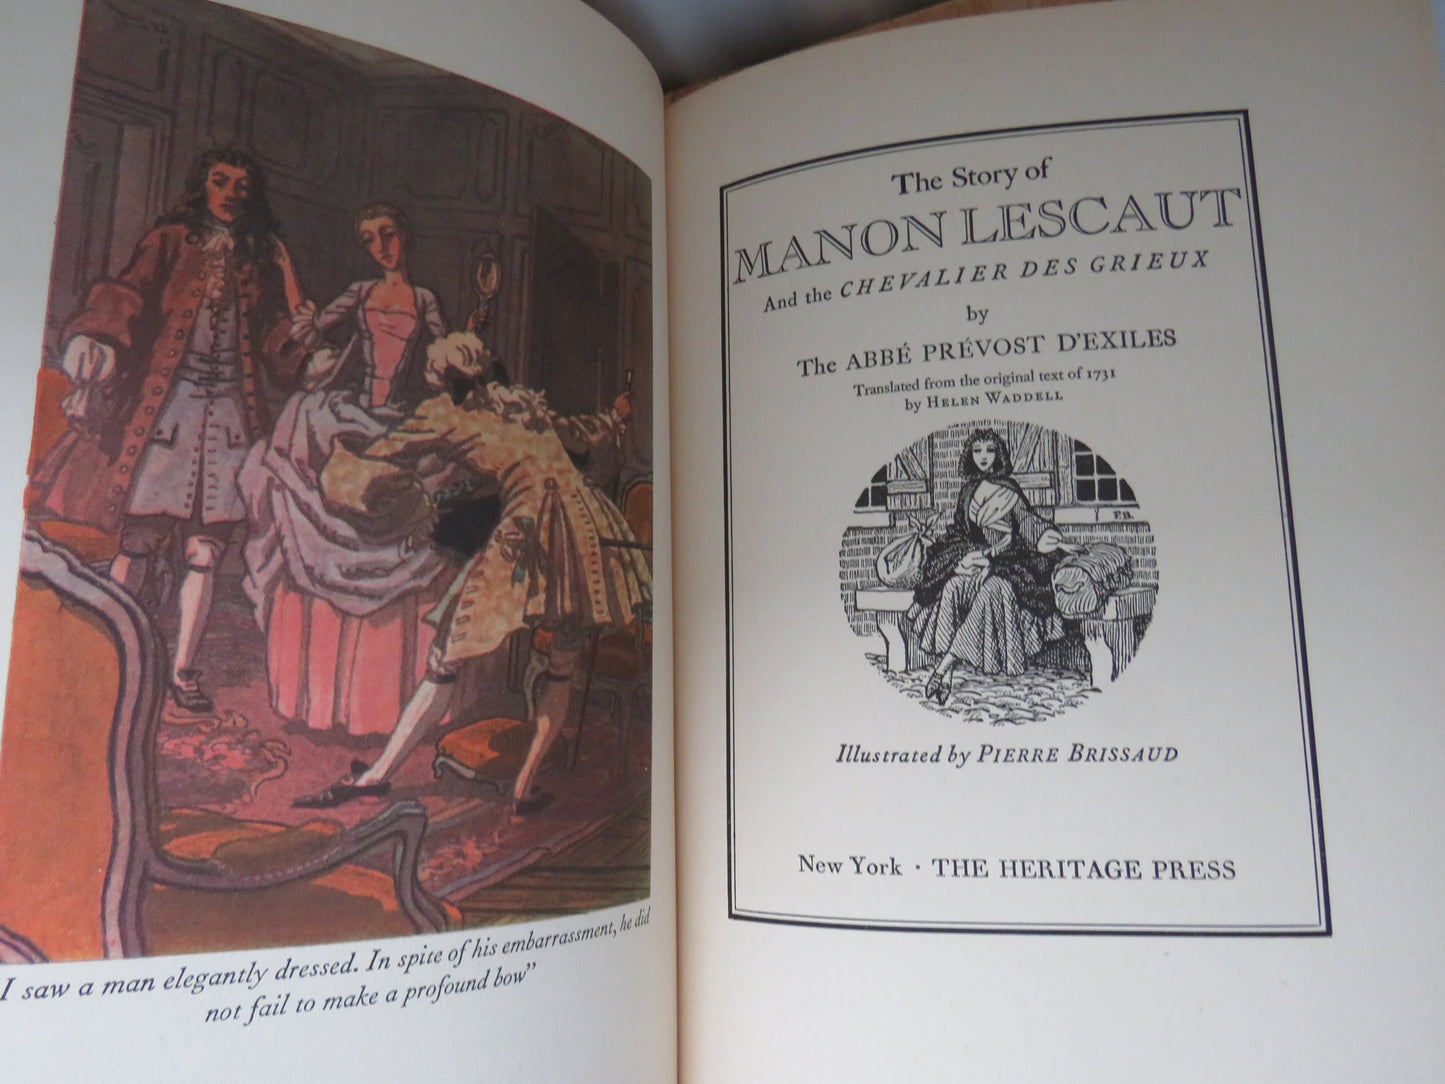 I saw a man elegantly dressed. In spite of his embarrassment, he did
not fail to make a profound bow”
The Story of
MANON LESCAUT
And the CHEVALIER DES GRIEUX
by
The ABBÉ PRÉVOST D'EXILES
Translated from the original text of 1731
by HELEN WADDELL
P.B.
Illustrated by PIERRE BRISSAUD
New York · THE HERITAGE PRESS